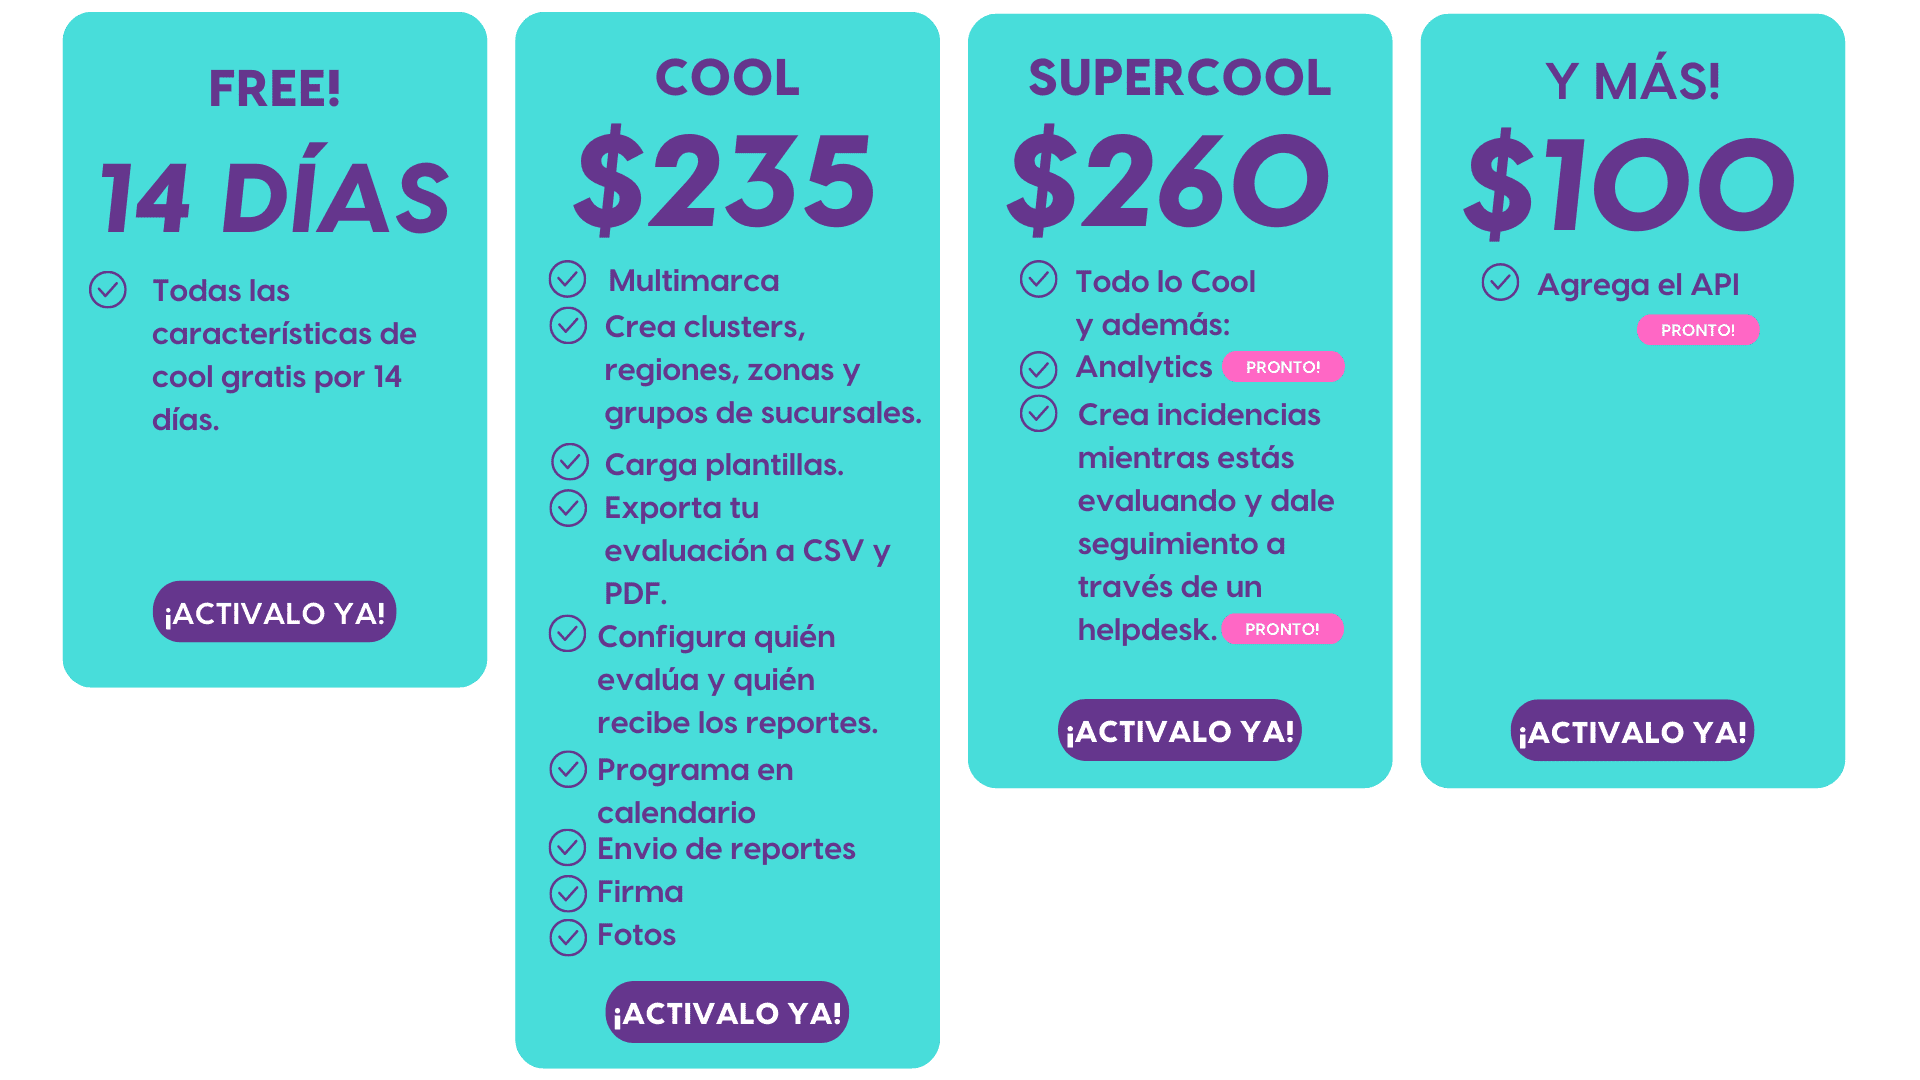 FREE!
14 DÍAS
Todas las
características de
cool gratis por 14
días.
¡ACTIVALO YA!
COOL
$235
Multimarca
Crea clusters,
regiones, zonas y
grupos de sucursales.
Carga plantillas.
Exporta tu
evaluación a CSV y
PDF.
Configura quién
evalúa y quién
recibe los reportes.
Programa en
calendario
Envio de reportes
Firma
Fotos
¡ACTIVALO YA!
SUPERCOOL
$260
Todo lo Cool
y además:
Analytics PRONTO!
Crea incidencias
mientras estás
evaluando y dale
seguimiento a
través de un
helpdesk. PRONTO!
¡ACTIVALO YA!
Y MÁS!
$100
Agrega el API
PRONTO!
¡ACTIVALO YA!